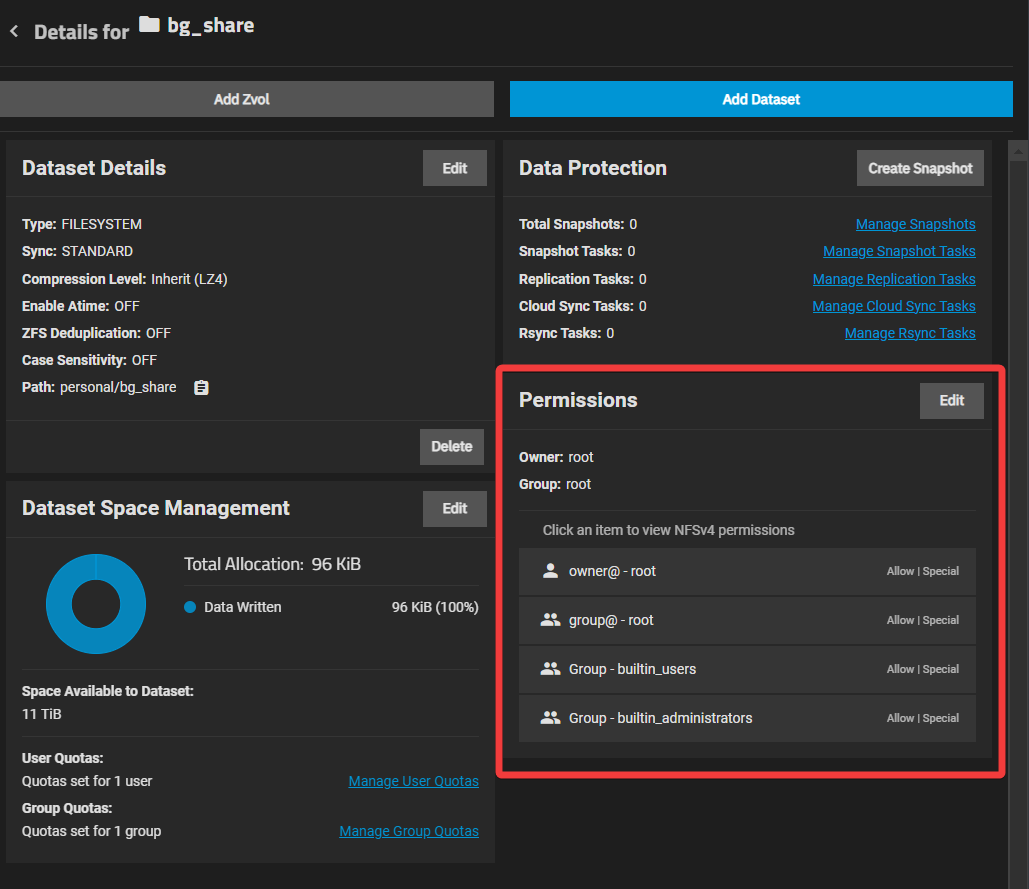 Details for bg_share
Add Zvol
Add Dataset
Dataset Details
Edit
Type: FILESYSTEM
Sync: STANDARD
Compression Level: Inherit (LZ4)
Enable Atime: OFF
ZFS Deduplication: OFF
Case Sensitivity: OFF
Path: personal/bg_share
Delete
Dataset Space Management
Edit
Total Allocation: 96 KiB
Data Written 96 KiB (100%)
Space Available to Dataset:
11 TiB
User Quotas:
Quotas set for 1 user Manage User Quotas
Group Quotas:
Quotas set for 1 group Manage Group Quotas
Data Protection
Create Snapshot
Total Snapshots: 0 Manage Snapshots
Snapshot Tasks: 0 Manage Snapshot Tasks
Replication Tasks: 0 Manage Replication Tasks
Cloud Sync Tasks: 0 Manage Cloud Sync Tasks
Rsync Tasks: 0 Manage Rsync Tasks
Permissions
Edit
Owner: root
Group: root
Click an item to view NFSv4 permissions
owner@ - root Allow | Special
group@ - root Allow | Special
Group - builtin_users Allow | Special
Group - builtin_administrators Allow | Special